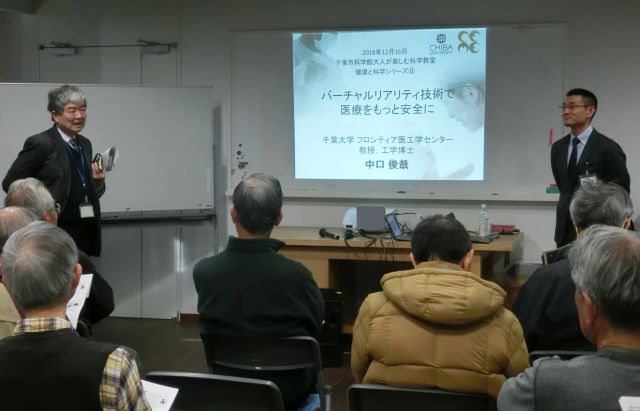 CHIBA
UNIVERSITY
2018年12月16日
千葉市科学館大人が楽しむ科学教室
健康と科学シリーズ⑧
バーチャルリアリティ技術で
医療をもっと安全に
千葉大学 フロンティア医工学センター
教授、工学博士
中口 俊哉